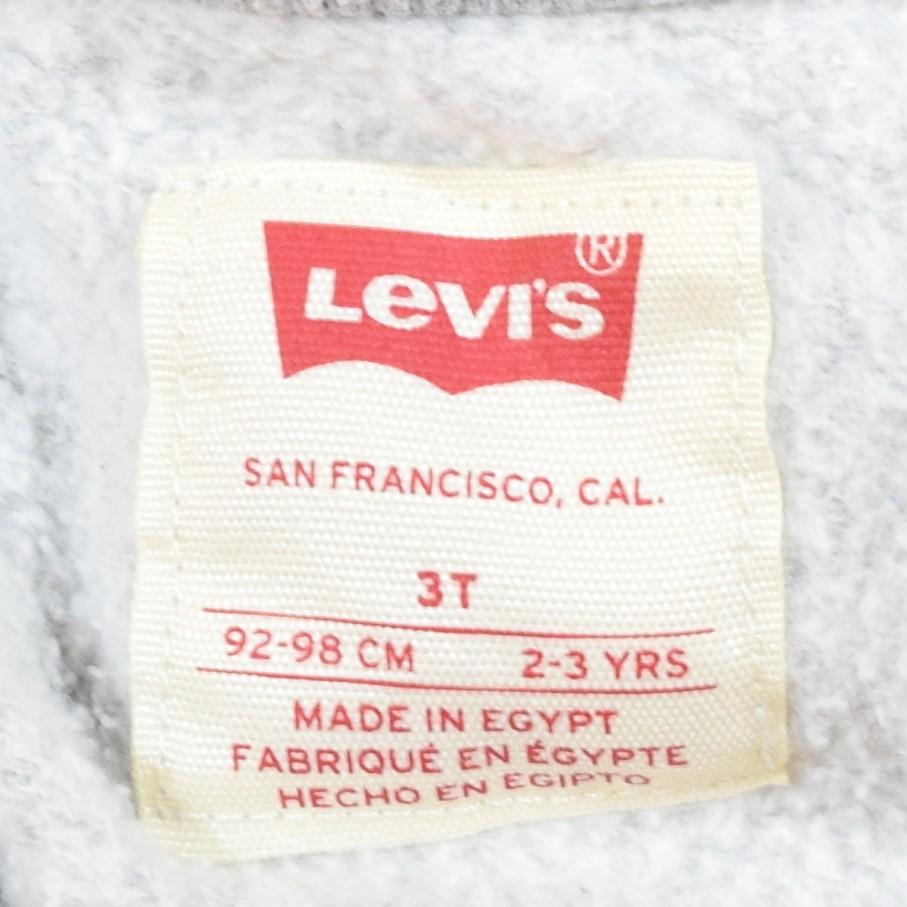 Levi's ®
SAN FRANCISCO, CAL.
3T
92-98 CM 2-3 YRS
MADE IN EGYPT
FABRIQUÉ EN ÉGYPTE
HECHO EN EGIPTO